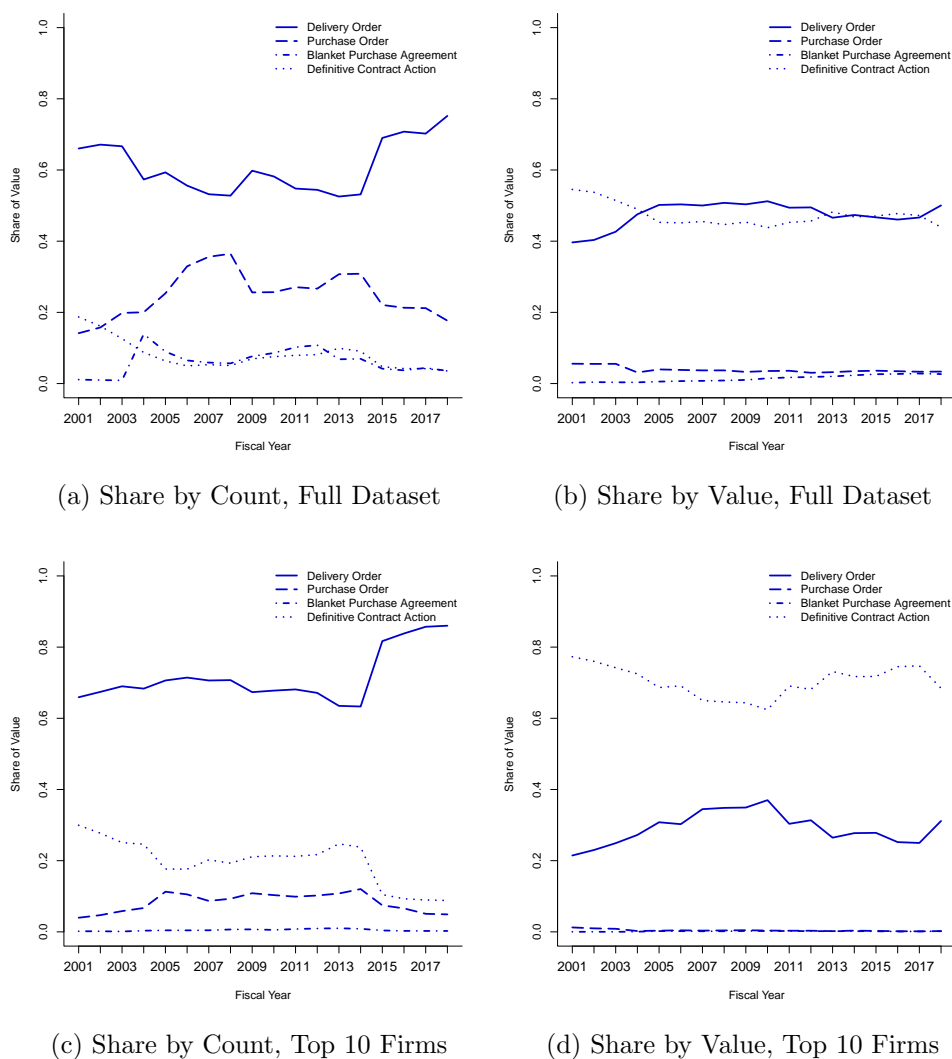 Delivery Order
Purchase Order
Blanket Purchase Agreement
Definitive Contract Action
Share of Value
0.0 0.2 0.4 0.6 0.8 1.0
2001 2003 2005 2007 2009 2011 2013 2015 2017
Fiscal Year
(a) Share by Count, Full Dataset
Delivery Order
Purchase Order
Blanket Purchase Agreement
Definitive Contract Action
Share of Value
0.0 0.2 0.4 0.6 0.8 1.0
2001 2003 2005 2007 2009 2011 2013 2015 2017
Fiscal Year
(b) Share by Value, Full Dataset
Delivery Order
Purchase Order
Blanket Purchase Agreement
Definitive Contract Action
Share of Value
0.0 0.2 0.4 0.6 0.8 1.0
2001 2003 2005 2007 2009 2011 2013 2015 2017
Fiscal Year
(c) Share by Count, Top 10 Firms
Delivery Order
Purchase Order
Blanket Purchase Agreement
Definitive Contract Action
Share of Value
0.0 0.2 0.4 0.6 0.8 1.0
2001 2003 2005 2007 2009 2011 2013 2015 2017
Fiscal Year
(d) Share by Value, Top 10 Firms